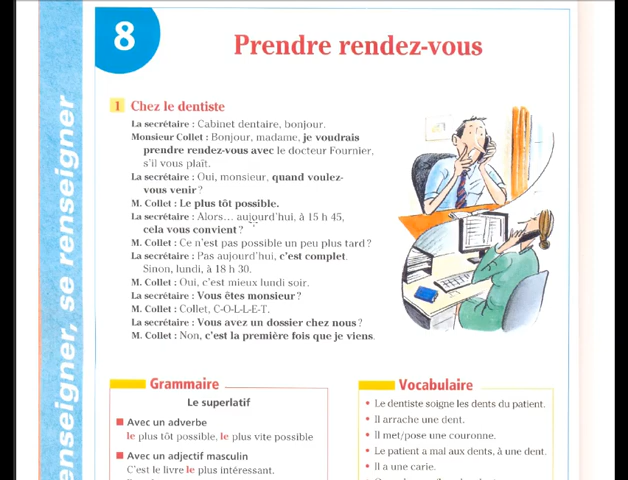 8
Prendre rendez-vous
enseigner, se renseigner
1 Chez le dentiste
La secrétaire : Cabinet dentaire, bonjour.
Monsieur Collet : Bonjour, madame, je voudrais
prendre rendez-vous avec le docteur Fournier,
s'il vous plaît.
La secrétaire : Oui, monsieur, quand voulez-
vous venir ?
M. Collet : Le plus tôt possible.
La secrétaire : Alors... aujourd'hui, à 15 h 45,
cela vous convient ?
M. Collet : Ce n'est pas possible un peu plus tard ?
La secrétaire : Pas aujourd'hui, c'est complet.
Sinon, lundi, à 18 h 30.
M. Collet : Oui, c'est mieux lundi soir.
La secrétaire : Vous êtes monsieur ?
M. Collet : Collet, C-O-L-L-E-T.
La secrétaire : Vous avez un dossier chez nous ?
M. Collet : Non, c'est la première fois que je viens.
Grammaire
Le superlatif
Avec un adverbe
le plus tôt possible, le plus vite possible
Avec un adjectif masculin
C'est le livre le plus intéressant.
Vocabulaire
• Le dentiste soigne les dents du patient.
• Il arrache une dent.
• Il met/pose une couronne.
• Le patient a mal aux dents, à une dent.
• Il a une carie.